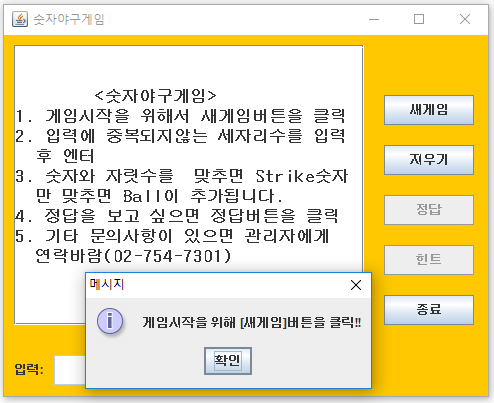 숫자야구게임
<숫자야구게임>
1. 게임시작을 위해서 새게임버튼을 클릭
2. 입력에 중복되지않는 세자리수를 입력
후 엔터
3. 숫자와 자릿수를 맞추면 Strike숫자
만 맞추면 Ball이 추가됩니다.
4. 정답을 보고 싶으면 정답버튼을 클릭
5. 기타 문의사항이 있으면 관리자에게
연락바람(02-754-7301)
새게임
저우기
정답
힌트
종료
메시지
게임시작을 위해 [새게임]버튼을 클릭!!
확인
입력: